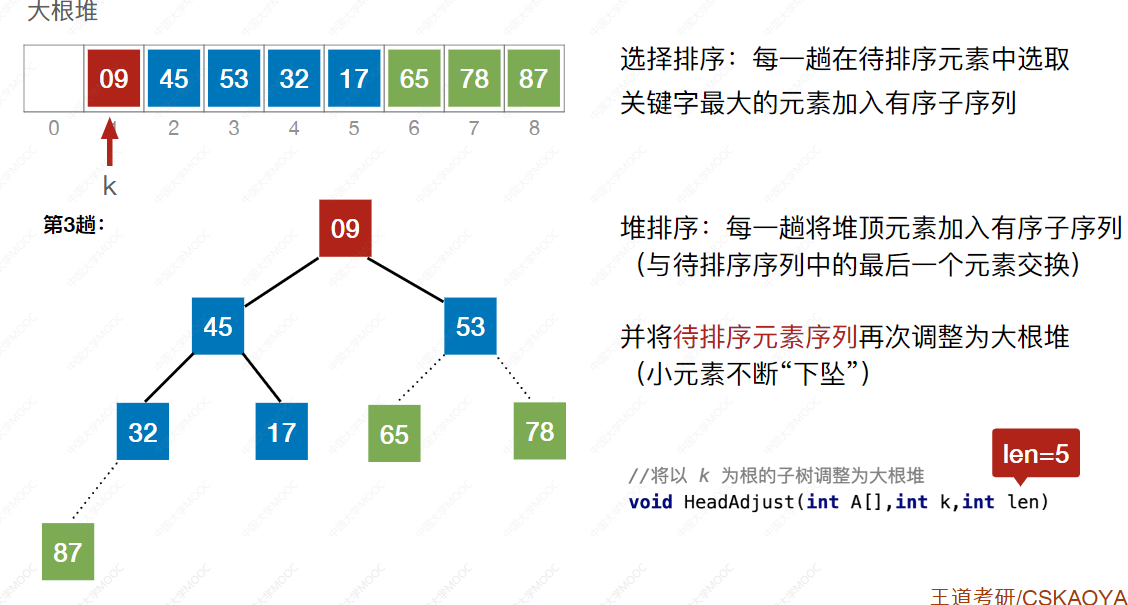 大根堆
09 45 53 32 17 65 78 87
0 1 2 3 4 5 6 7 8
k
选择排序：每一趟在待排序元素中选取
关键字最大的元素加入有序子序列
第3趟：
09
45 53
32 17 65 78
87
堆排序：每一趟将堆顶元素加入有序子序列
（与待排序序列中的最后一个元素交换）
并将待排序元素序列再次调整为大根堆
（小元素不断“下坠”）
len=5
//将以 k 为根的子树调整为大根堆
void HeadAdjust(int A[],int k,int len)
王道考研/CSKAOYA